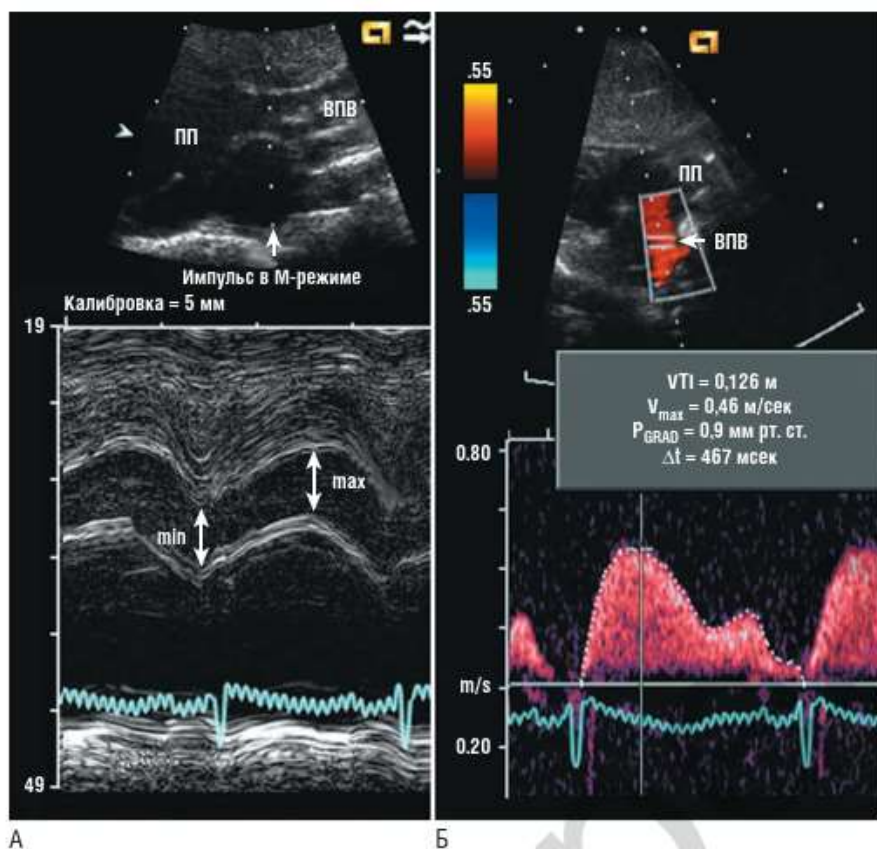 ПП
ВПВ
Импульс в М-режиме
Калибровка = 5 мм
19
min
max
49
А
.55
.55
ПП
ВПВ
VTI = 0,126 м
Vmax = 0,46 м/сек
PGRAD = 0,9 мм рт. ст.
Δt = 467 мсек
0.80
m/s
0.20
Б